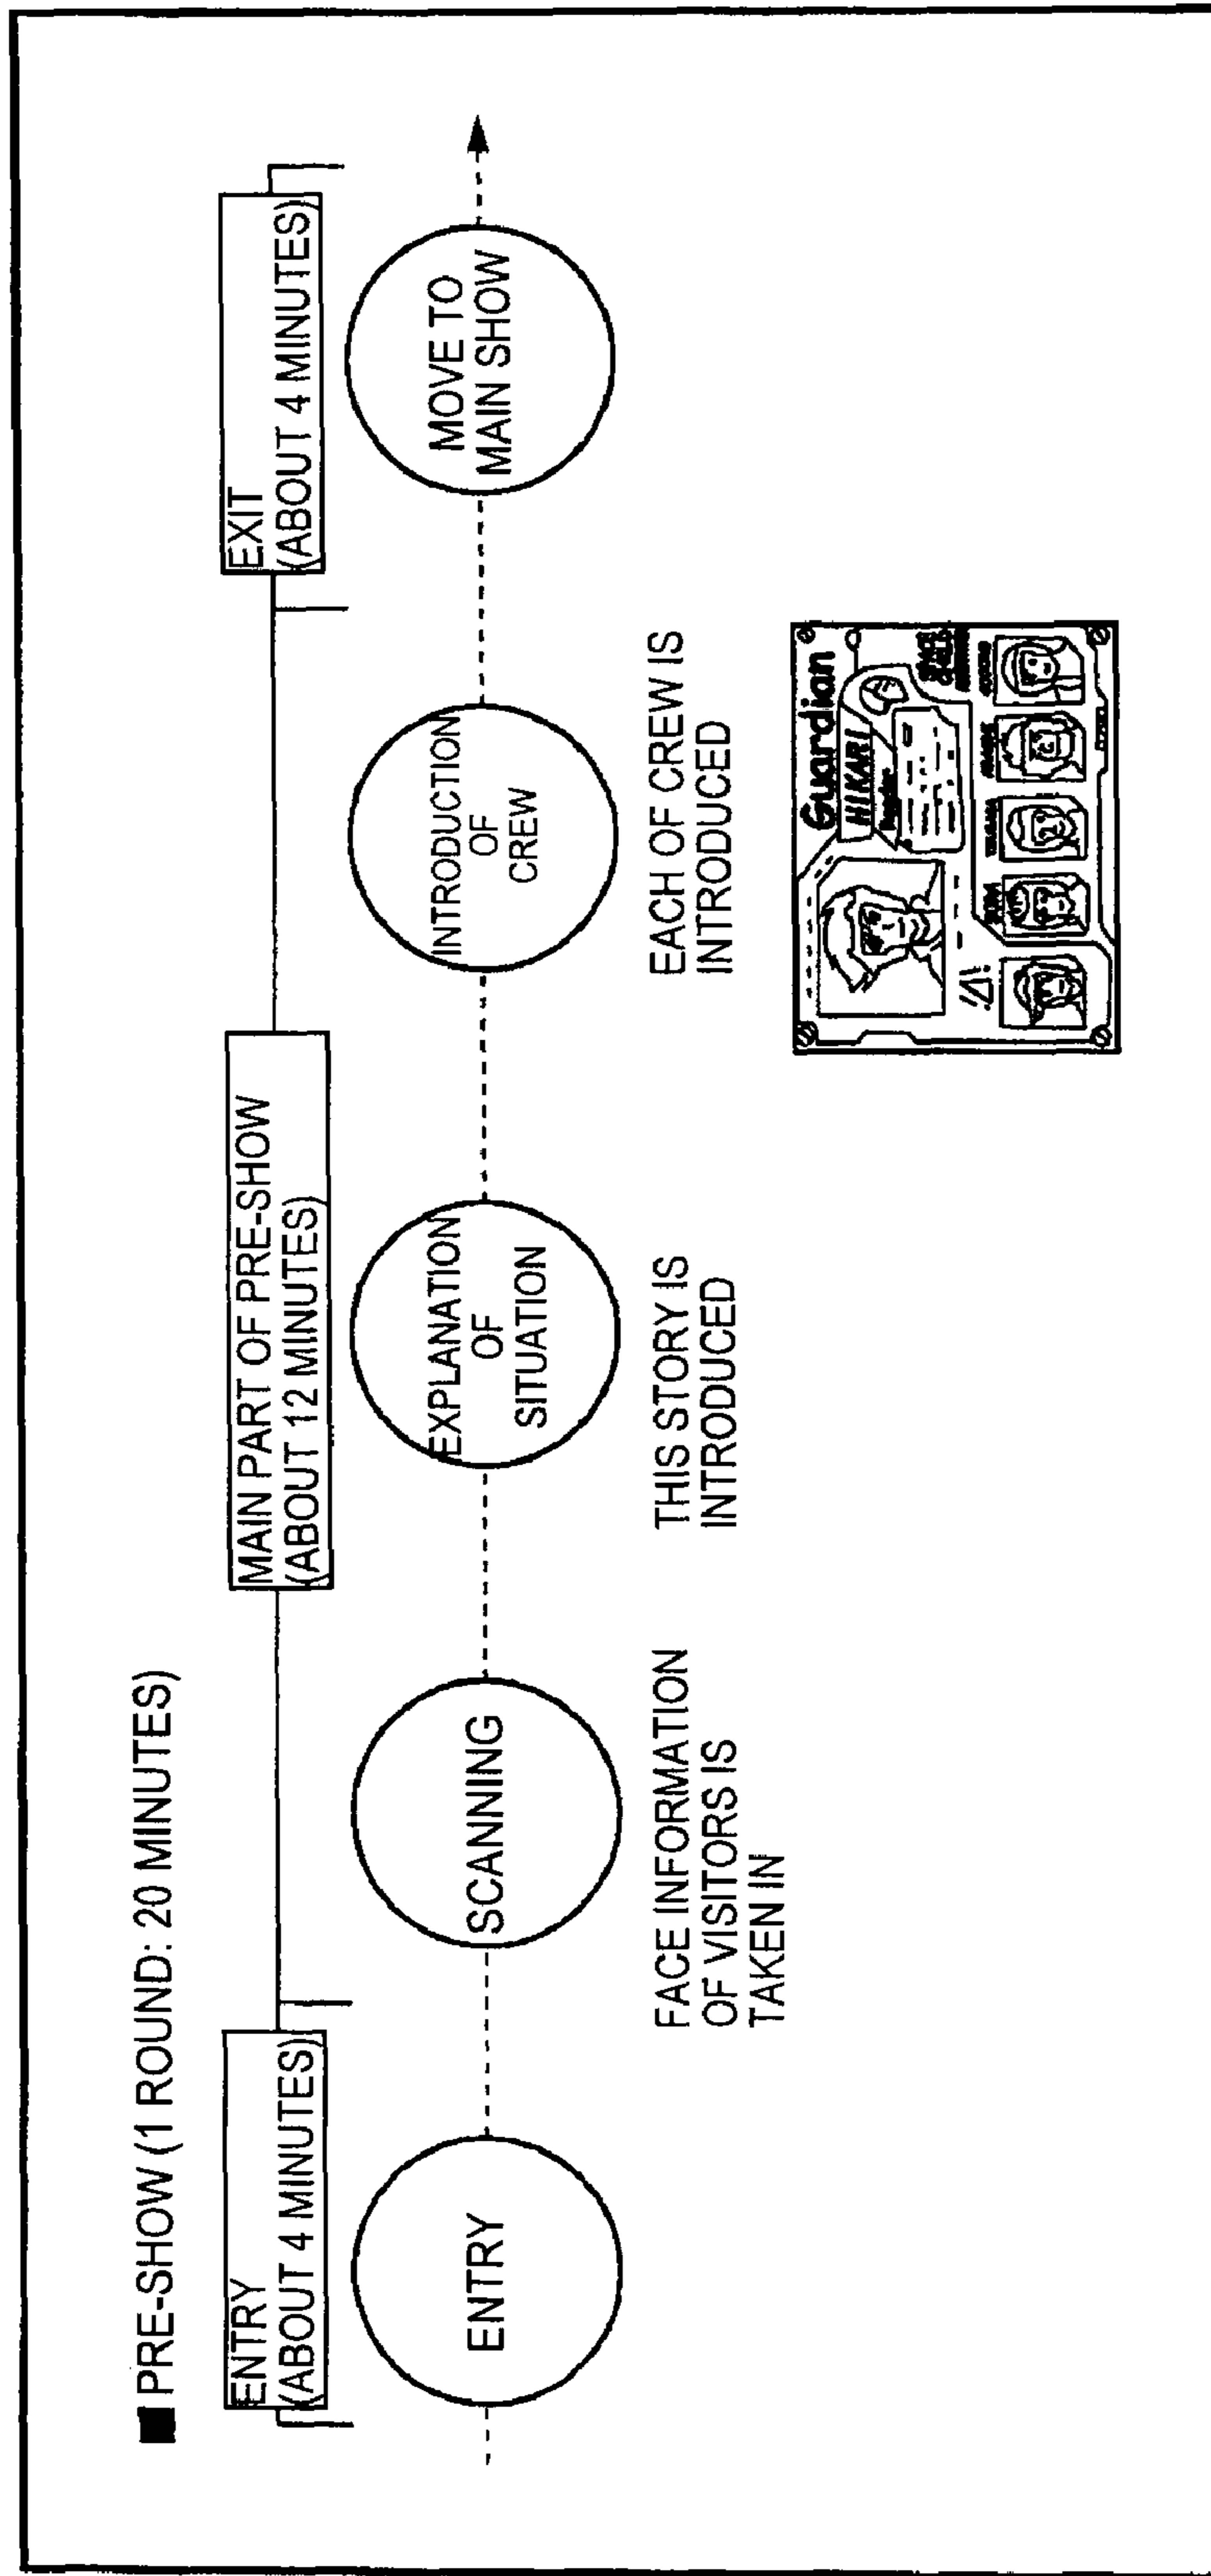 ■ PRE-SHOW (1 ROUND: 20 MINUTES)
ENTRY
(ABOUT 4 MINUTES)
MAIN PART OF PRE-SHOW
(ABOUT 12 MINUTES)
EXIT
(ABOUT 4 MINUTES)
ENTRY
SCANNING
EXPLANATION
OF
SITUATION
INTRODUCTION
OF
CREW
MOVE TO
MAIN SHOW
FACE INFORMATION
OF VISITORS IS
TAKEN IN
THIS STORY IS
INTRODUCED
EACH OF CREW IS
INTRODUCED
Guardian
HIKARI